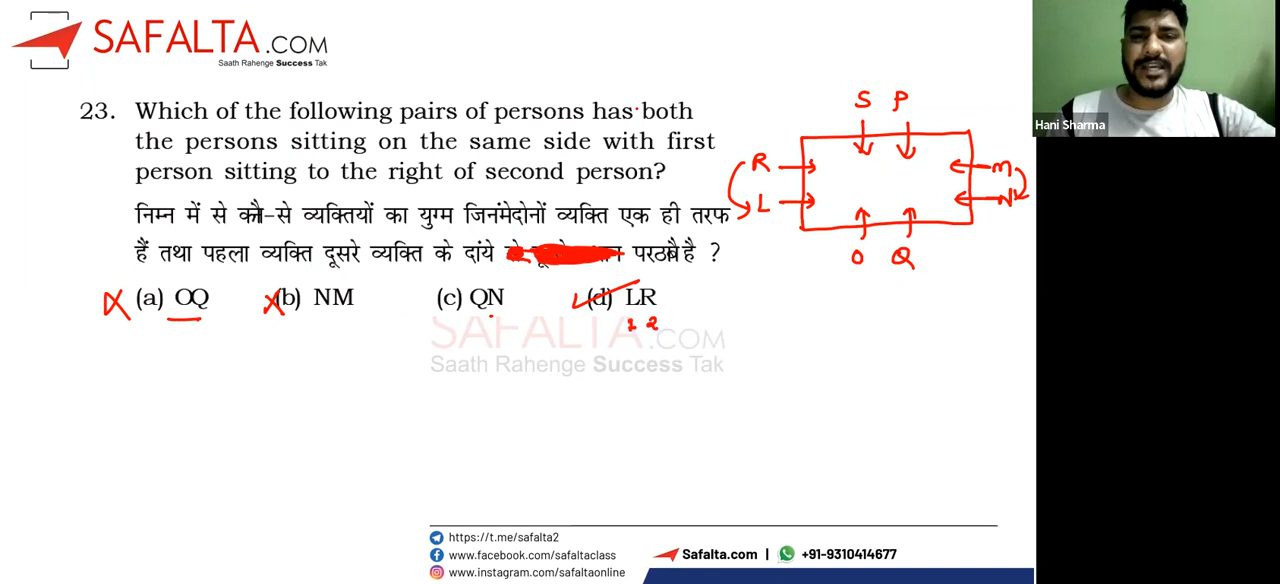 SAFALTA.COM
Saath Rahenge Success Tak
Hani Sharma
23. Which of the following pairs of persons has both
the persons sitting on the same side with first
person sitting to the right of second person?
निम्न में से कौन-से व्यक्तियों का युग्म जिनमेंदोनों व्यक्ति एक ही तरफ
हैं तथा पहला व्यक्ति दूसरे व्यक्ति के दांये पर है ?
(a) OQ (b) NM (c) QN (d) LR
1 2
S P
R M
L N
O Q
SAFALTA.COM
Saath Rahenge Success Tak
https://t.me/safalta2
www.facebook.com/safaltaclass
www.instagram.com/safaltaonline
Safalta.com | +91-9310414677